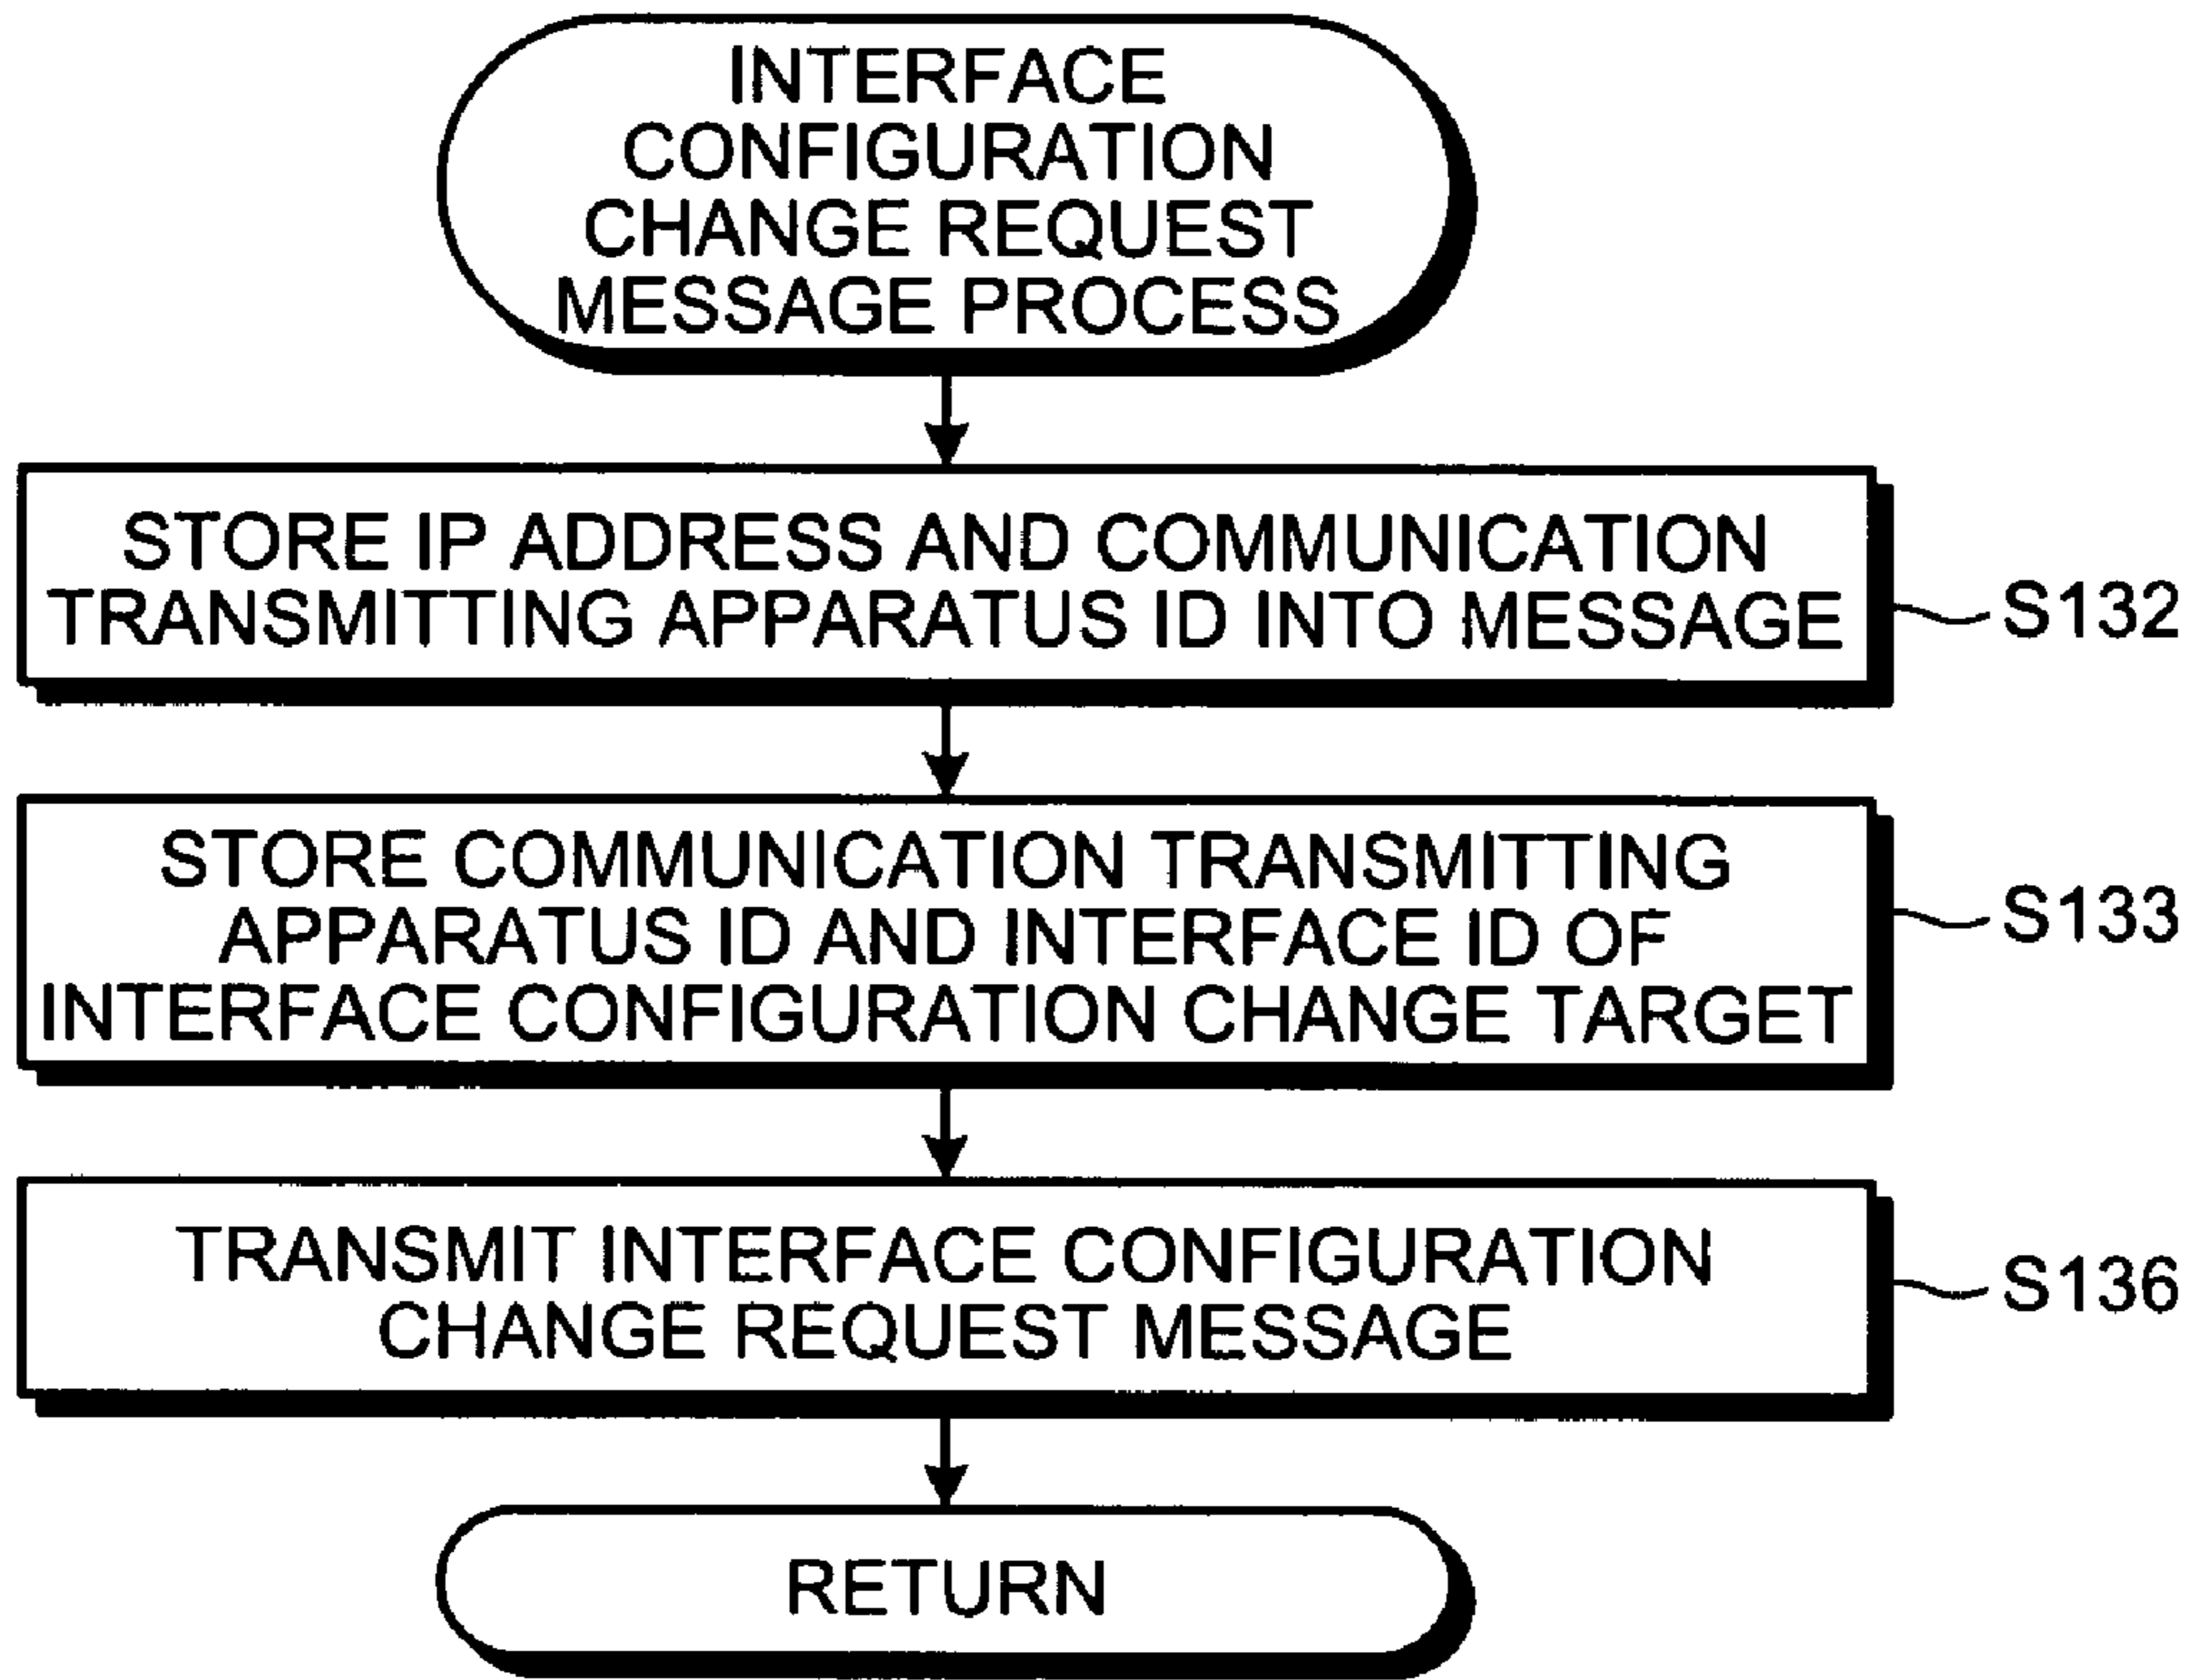 INTERFACE
CONFIGURATION
CHANGE REQUEST
MESSAGE PROCESS
STORE IP ADDRESS AND COMMUNICATION
TRANSMITTING APPARATUS ID INTO MESSAGE
S132
STORE COMMUNICATION TRANSMITTING
APPARATUS ID AND INTERFACE ID OF
INTERFACE CONFIGURATION CHANGE TARGET
S133
TRANSMIT INTERFACE CONFIGURATION
CHANGE REQUEST MESSAGE
S136
RETURN